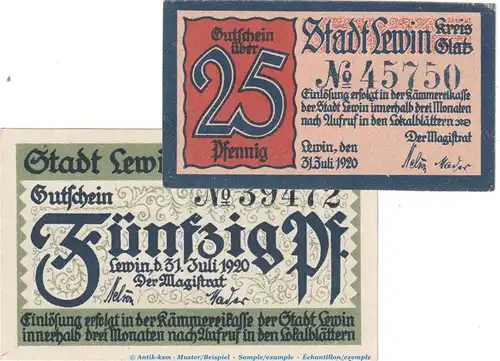 Gutschein
über
25
Pfennig
Stadt Lewin Kreis Glatz
No 45750
Einlösung erfolgt in der Kämmereikasse
der Stadt Lewin innerhalb drei Monaten
nach Aufruf in den Lokalblättern
Der Magistrat
Lewin, den
31. Juli 1920
Stadt Lewin
Gutschein No 39472
Fünfzig Pf.
Lewin, d. 31. Juli 1920
Der Magistrat
Einlösung erfolgt in der Kämmereikasse der Stadt Lewin
innerhalb drei Monaten nach Aufruf in den Lokalblättern
© Antik-ksm - Muster/Beispiel - Sample/example - Échantillon/exemple